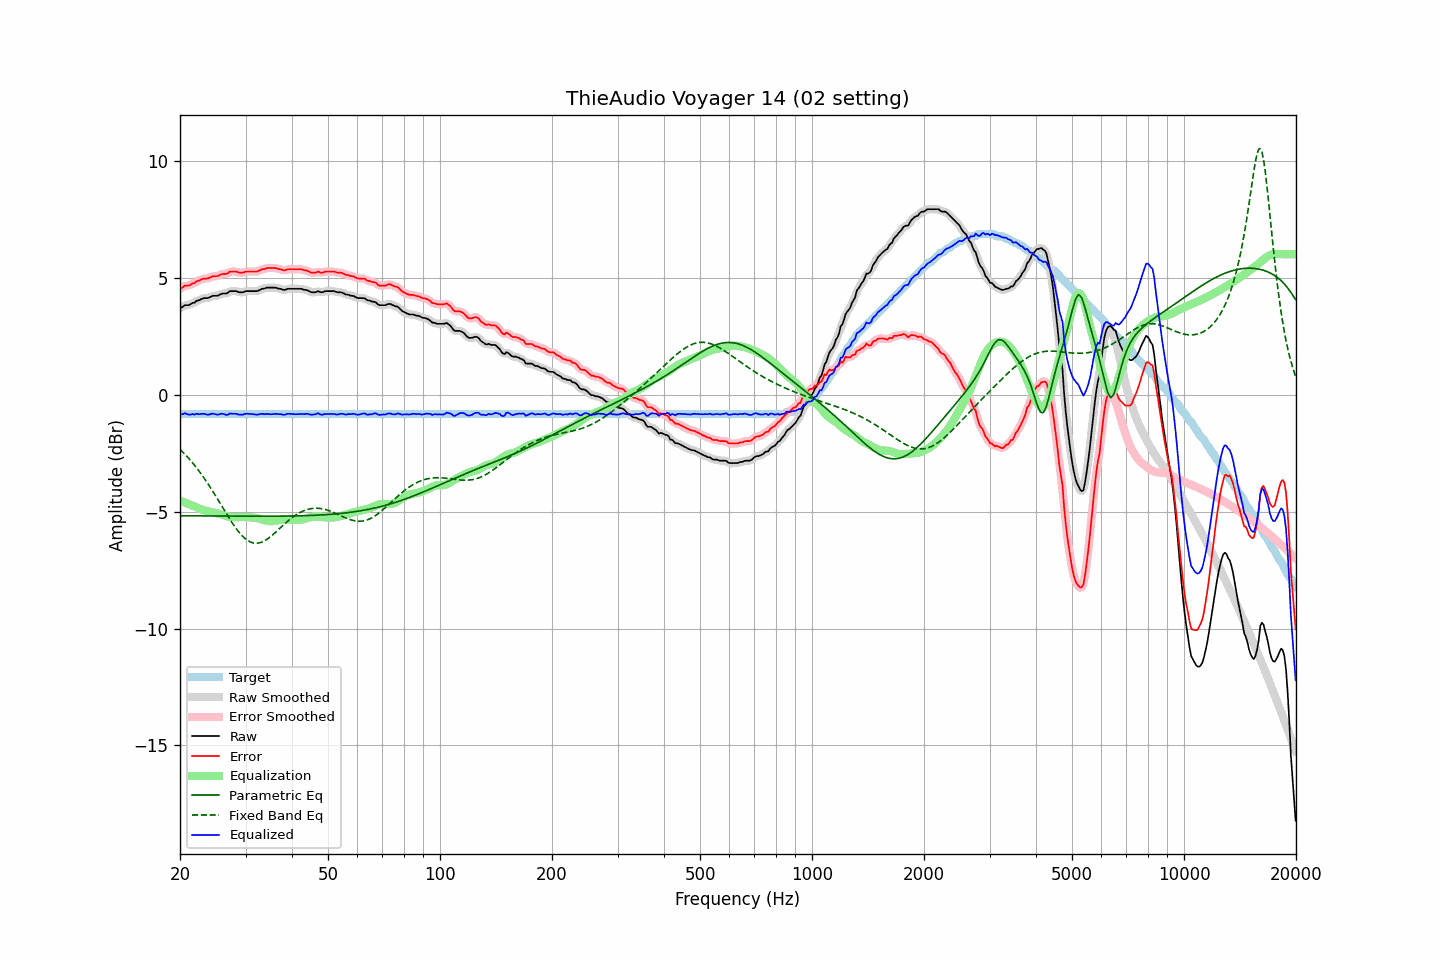 ThieAudio Voyager 14 (02 setting)
Amplitude (dBr)
10
5
0
−5
−10
−15
Target
Raw Smoothed
Error Smoothed
Raw
Error
Equalization
Parametric Eq
Fixed Band Eq
Equalized
20 50 100 200 500 1000 2000 5000 10000 20000
Frequency (Hz)